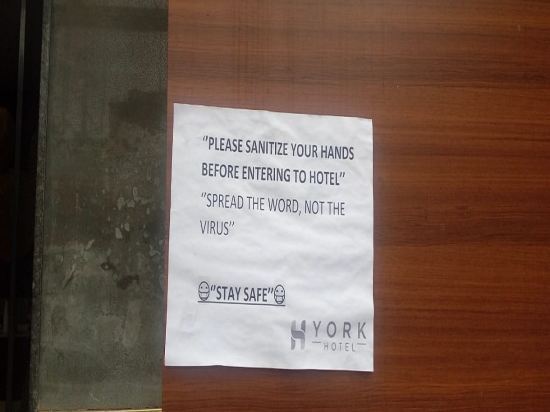 "PLEASE SANITIZE YOUR HANDS
BEFORE ENTERING TO HOTEL"
"SPREAD THE WORD, NOT THE
VIRUS"
"STAY SAFE"
H YORK
HOTEL